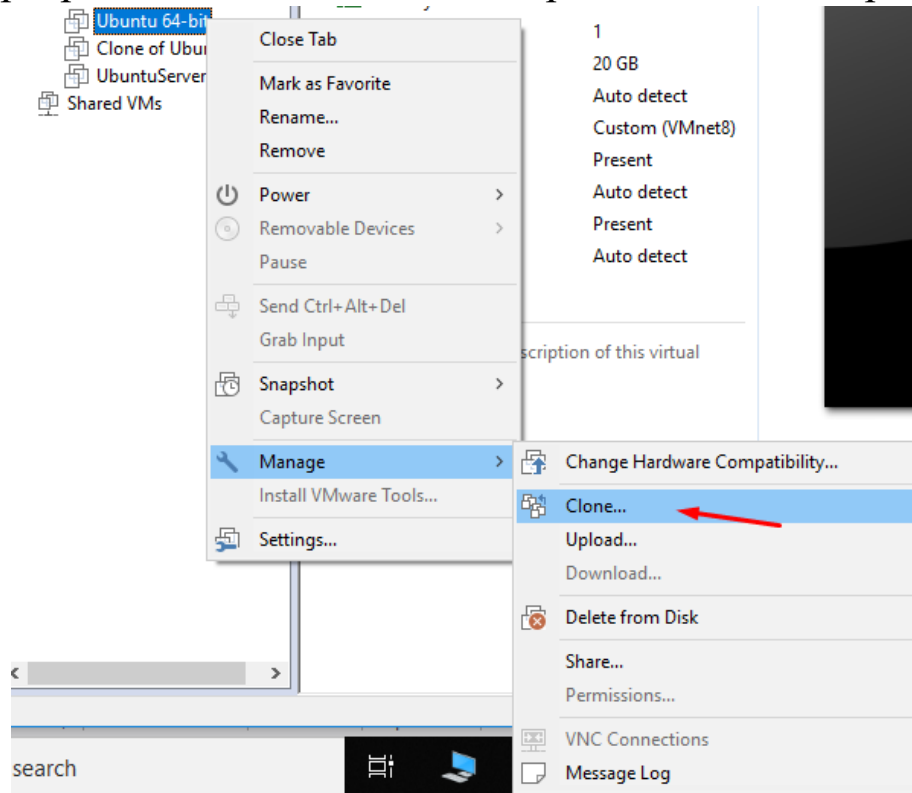 Ubuntu 64-bit
Clone of Ubu
UbuntuServer
Shared VMs
Close Tab
Mark as Favorite
Rename...
Remove
Power
Removable Devices
Pause
Send Ctrl+Alt+Del
Grab Input
Snapshot
Capture Screen
Manage
Install VMware Tools...
Settings...
1
20 GB
Auto detect
Custom (VMnet8)
Present
Auto detect
Present
Auto detect
scription of this virtual
Change Hardware Compatibility...
Clone...
Upload...
Download...
Delete from Disk
Share...
Permissions...
VNC Connections
Message Log
search